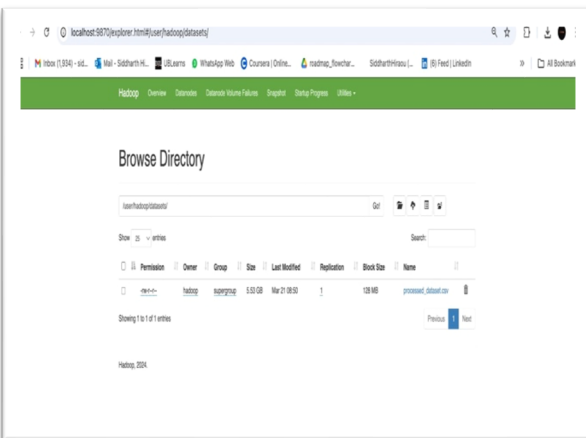 localhost:9870/explorer.html#/user/hadoop/datasets/
Inbox (1,934) - sid... Mail - Siddharth Hi... UBLearns WhatsApp Web Coursera | Online... roadmap_flowchar... SiddharthHiraou (... (6) Feed | LinkedIn » All Bookmark
Hadoop Overview Datanodes Datanode Volume Failures Snapshot Startup Progress Utilities
Browse Directory
/user/hadoop/datasets/ Go!
Show 25 entries Search:
Permission Owner Group Size Last Modified Replication Block Size Name
-rw-r--r-- hadoop supergroup 5.53 GB Mar 21 08:50 1 128 MB processed_dataset.csv
Showing 1 to 1 of 1 entries Previous 1 Next
Hadoop, 2024.